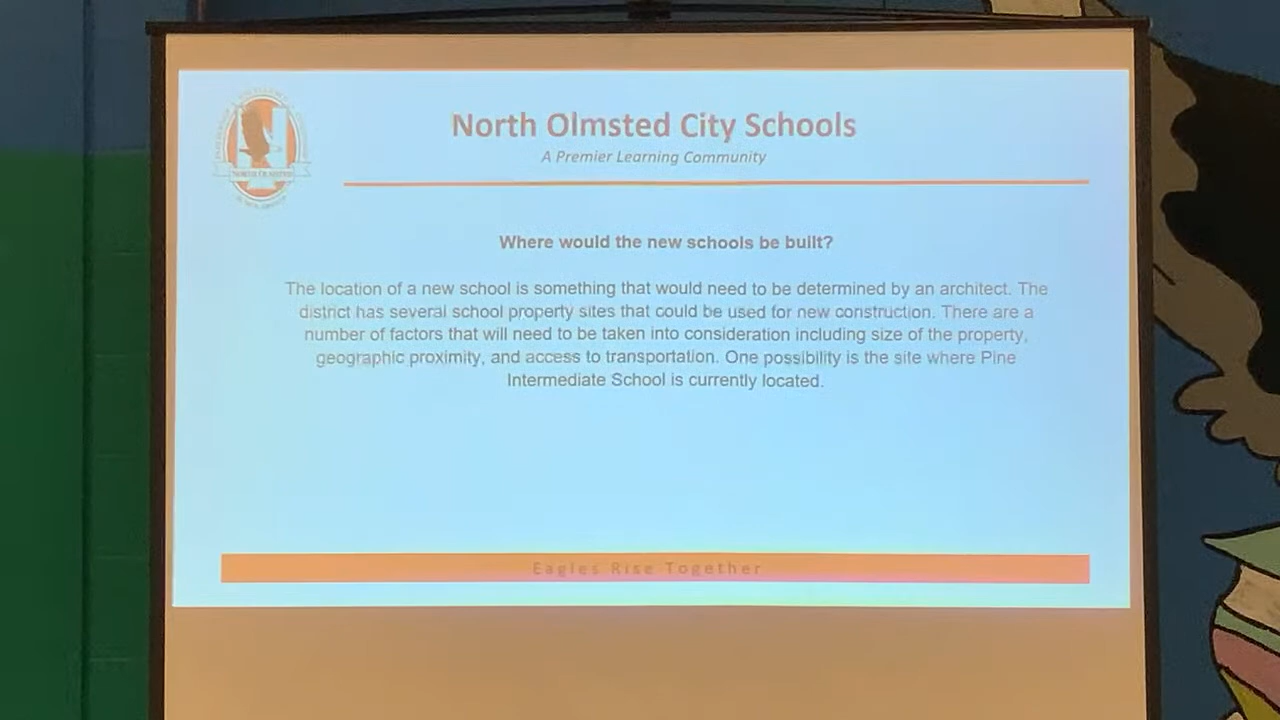 North Olmsted City Schools
A Premier Learning Community
NORTH OLMSTED
Where would the new schools be built?
The location of a new school is something that would need to be determined by an architect. The
district has several school property sites that could be used for new construction. There are a
number of factors that will need to be taken into consideration including size of the property,
geographic proximity, and access to transportation. One possibility is the site where Pine
Intermediate School is currently located.
Eagles Rise Together